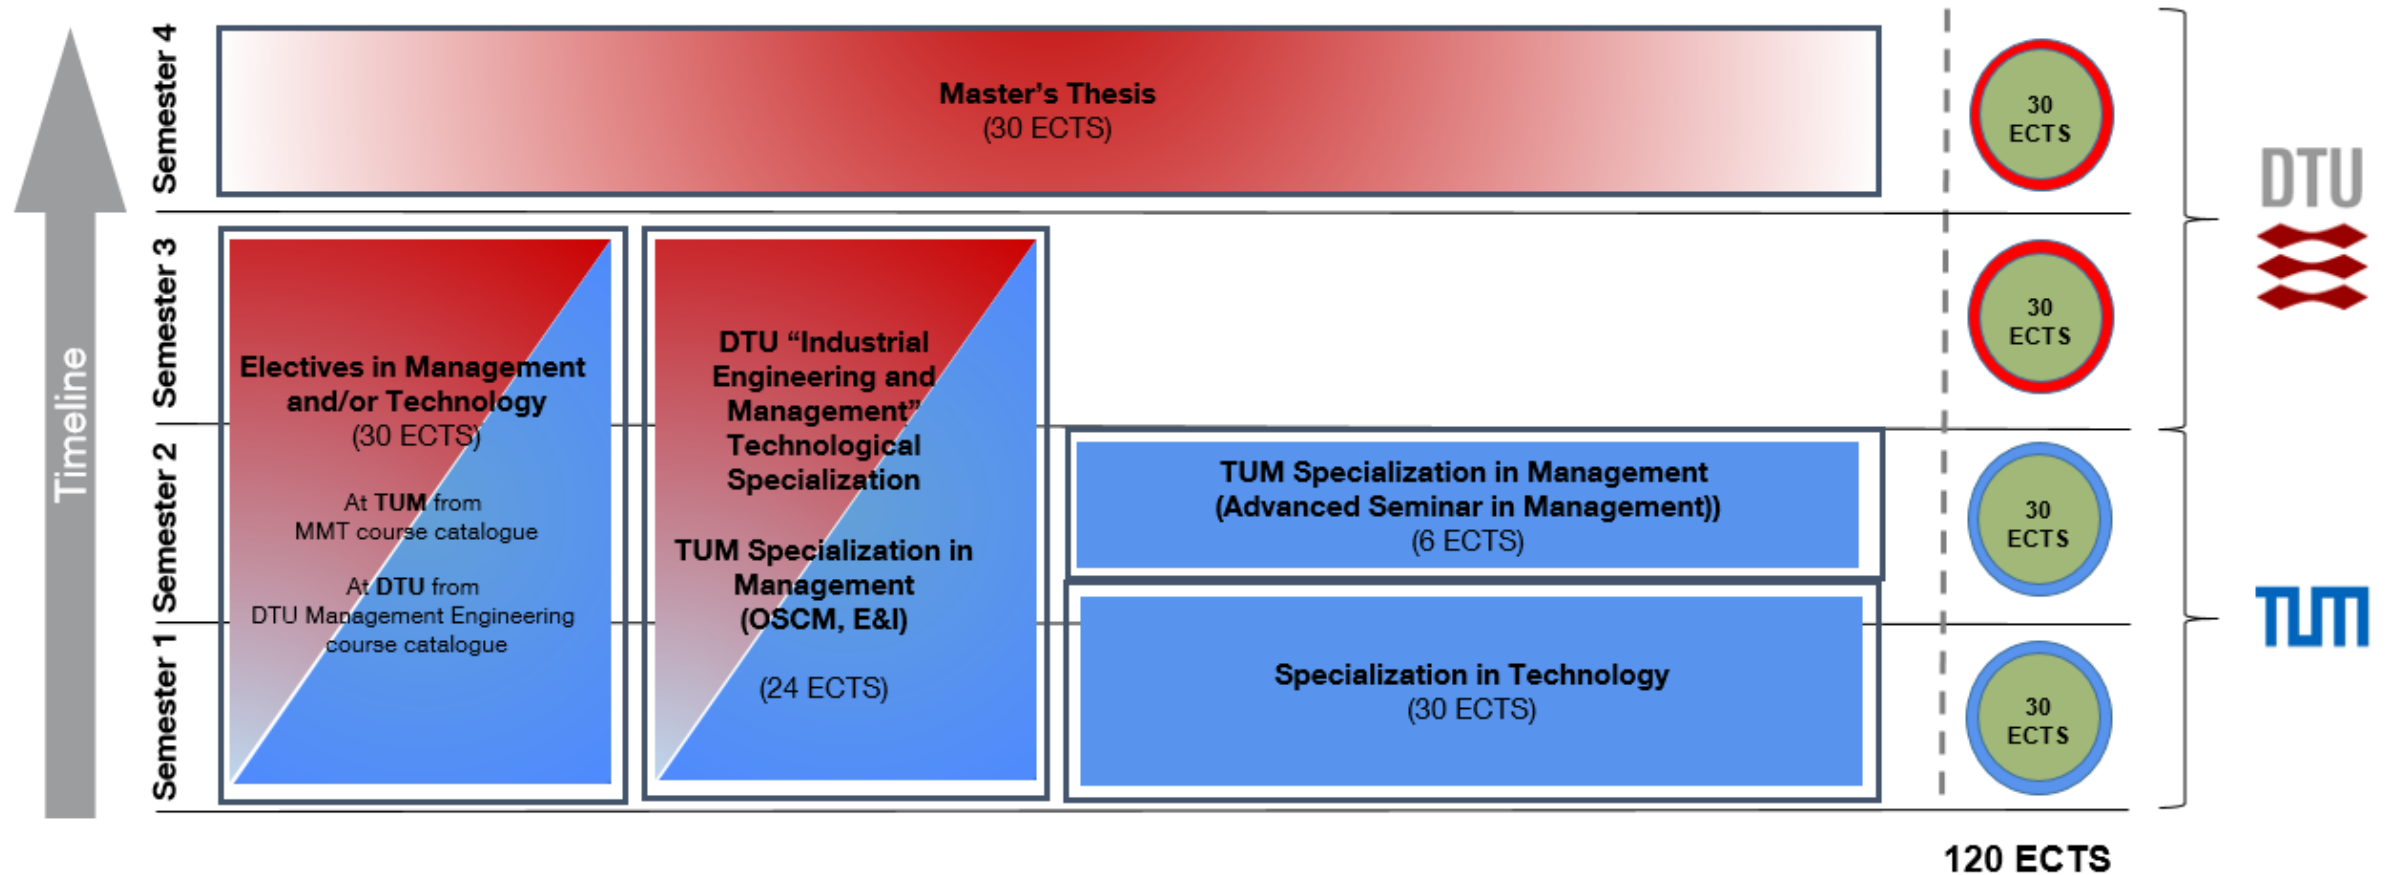 Timeline
Semester 4
Master's Thesis
(30 ECTS)
30
ECTS
DTU
Semester 3
Semester 2
Semester 1
Electives in Management
and/or Technology
(30 ECTS)
At TUM from
MMT course catalogue
At DTU from
DTU Management Engineering
course catalogue
DTU “Industrial
Engineering and
Management”
Technological
Specialization
TUM Specialization in
Management
(OSCM, E&I)
(24 ECTS)
30
ECTS
TUM Specialization in Management
(Advanced Seminar in Management))
(6 ECTS)
30
ECTS
Specialization in Technology
(30 ECTS)
30
ECTS
TUM
120 ECTS